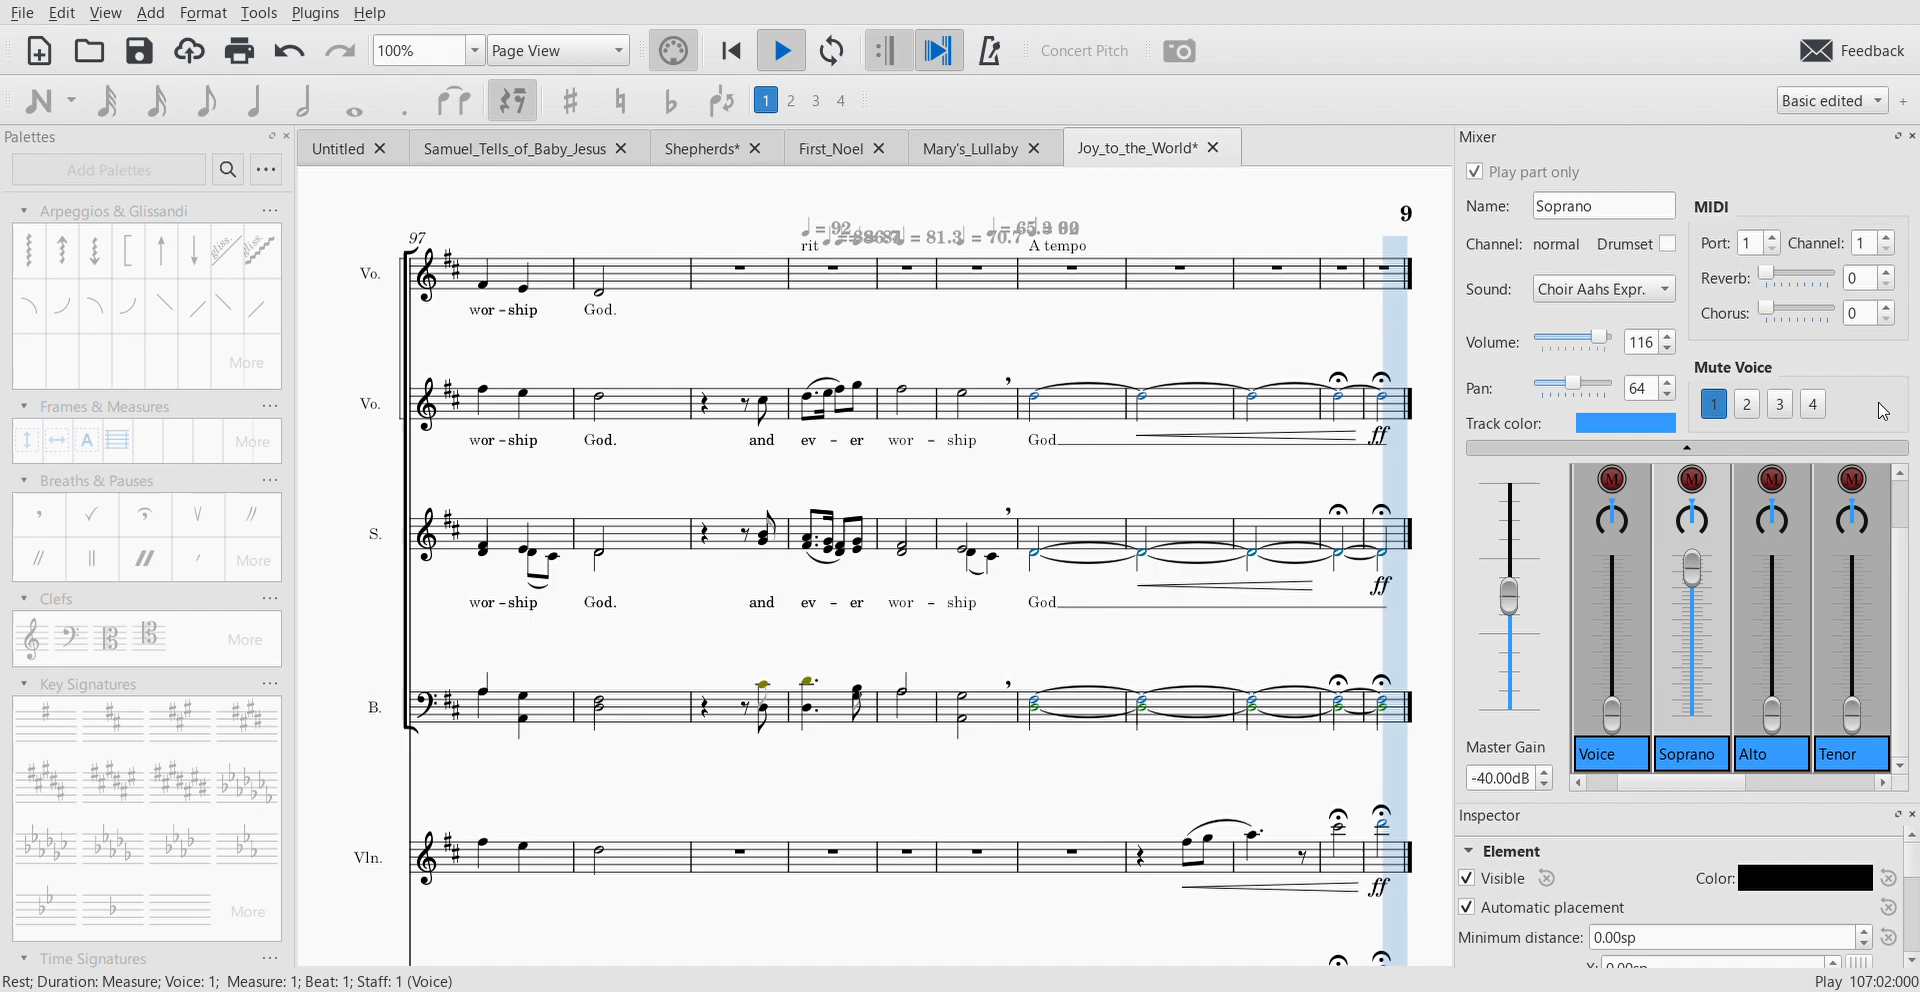 File Edit View Add Format Tools Plugins Help
100% Page View Concert Pitch Feedback
1 2 3 4 Basic edited +
Palettes
Add Palettes
Arpeggios & Glissandi
More
Frames & Measures
A More
Breaths & Pauses
Clefs
More
Key Signatures
More
Time Signatures
Untitled Samuel_Tells_of_Baby_Jesus Shepherds* First_Noel Mary's_Lullaby Joy_to_the_World*
9
97
= 92 = 81.3 = 70.7 = 65.3
rit A tempo
Vo.
wor - ship God.
Vo.
wor - ship God. and ev - er wor - ship God ff
S.
ff
wor - ship God. and ev - er wor - ship God
B.
Vln.
ff
Mixer
Play part only
Name: Soprano MIDI
Channel: normal Drumset Port: 1 Channel: 1
Reverb: 0
Sound: Choir Aahs Expr.
Chorus: 0
Volume: 116
Mute Voice
Pan: 64
1 2 3 4
Track color:
M M M M
Master Gain
-40.00dB
Voice Soprano Alto Tenor
Inspector
Element
Visible Color:
Automatic placement
Minimum distance: 0.00sp
Rest; Duration: Measure; Voice: 1; Measure: 1; Beat: 1; Staff: 1 (Voice) Play 107:02:000